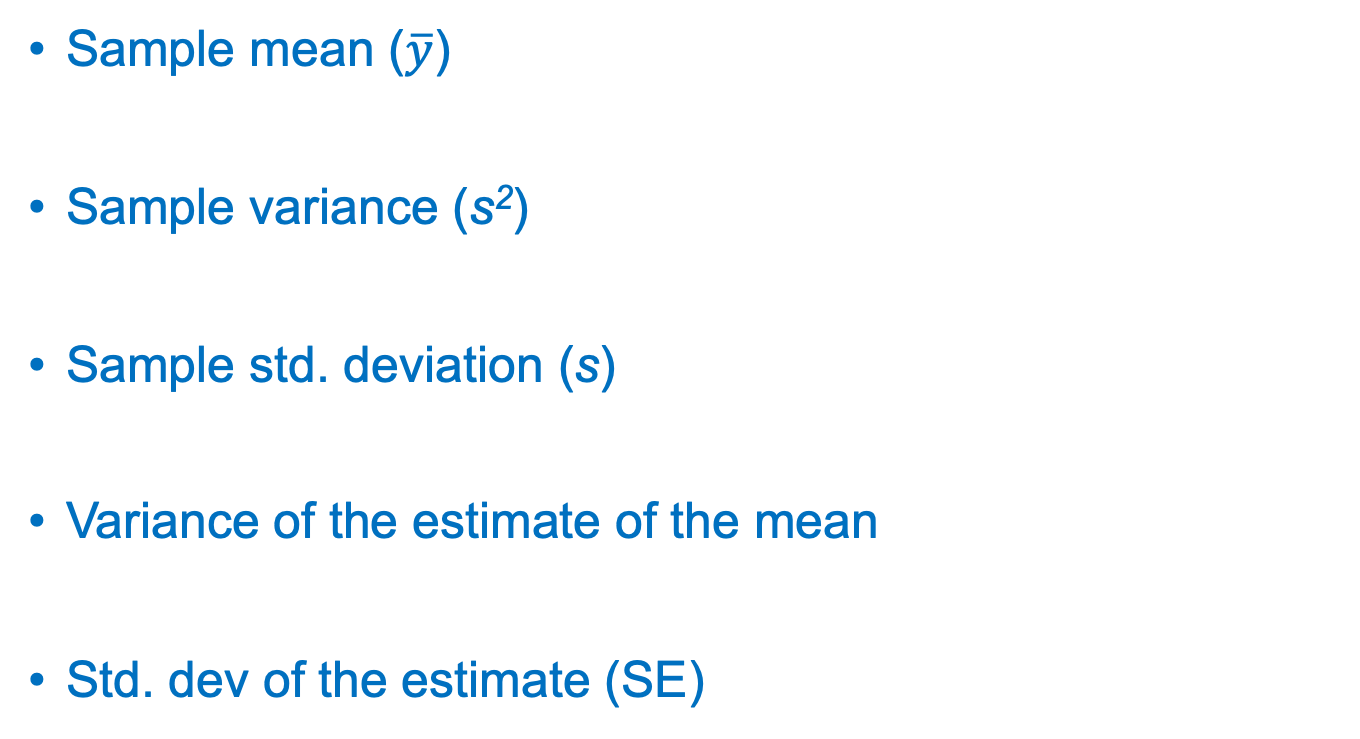 • Sample mean (ȳ)
• Sample variance (s²)
• Sample std. deviation (s)
• Variance of the estimate of the mean
• Std. dev of the estimate (SE)